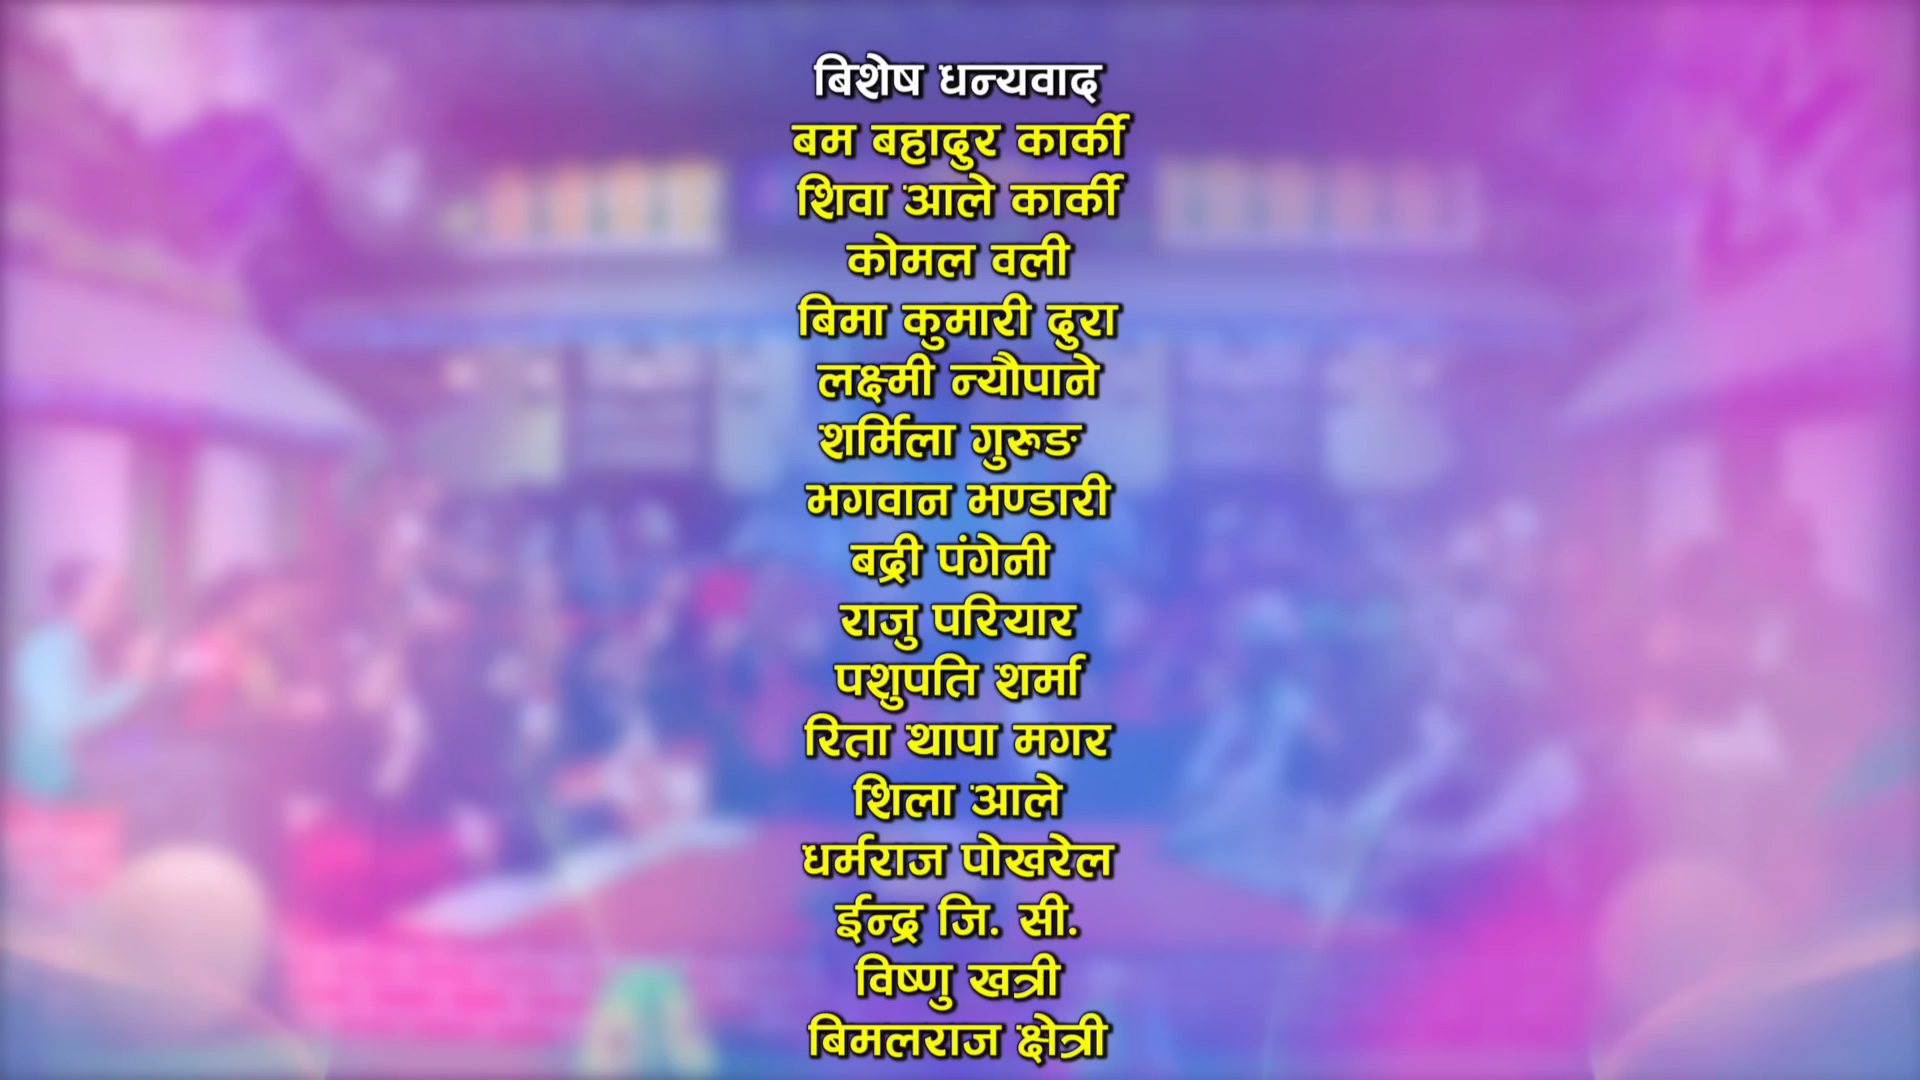 बिशेष धन्यवाद
बम बहादुर कार्की
शिवा आले कार्की
कोमल वली
बिमा कुमारी दुरा
लक्ष्मी न्यौपाने
शर्मिला गुरूङ
भगवान भण्डारी
बद्री पंगेनी
राजु परियार
पशुपति शर्मा
रिता थापा मगर
शिला आले
धर्मराज पोखरेल
ईन्द्र जि. सी.
विष्णु खत्री
बिमलराज क्षेत्री